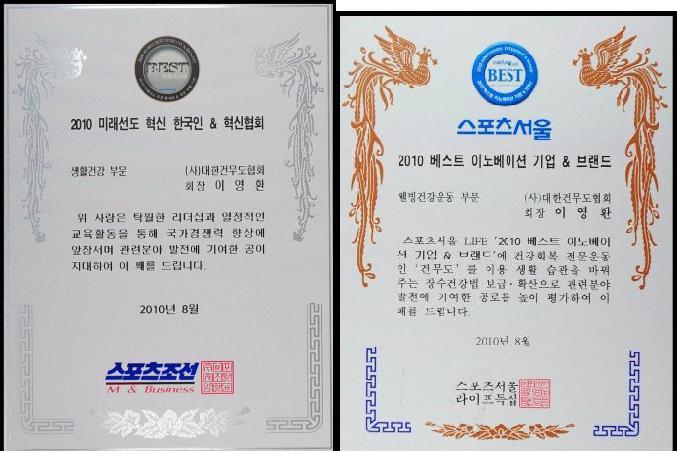 BEST
2010 미래선도 혁신 한국인 & 혁신협회
생활건강 부문
(사)대한건무도협회
회장 이 영 환
위 사람은 탁월한 리더십과 열정적인
교육활동을 통해 국가경쟁력 향상에
앞장서며 관련분야 발전에 기여한 공이
지대하여 이 패를 드립니다.
2010년 8월
스포츠조선
M & Business
BEST
스포츠서울
2010 베스트 이노베이션 기업 & 브랜드
웰빙건강운동 부문
(사)대한건무도협회
회장 이 영 환
스포츠서울 LIFE '2010 베스트 이노베이
션 기업 & 브랜드'에 건강회복 전문운동
인 '건무도'를 이용 생활 습관을 바꿔
주는 장수건강법 보급·확산으로 관련분야
발전에 기여한 공로를 높이 평가하여 이
패를 드립니다.
2010년 8월
스포츠서울
라이프특집